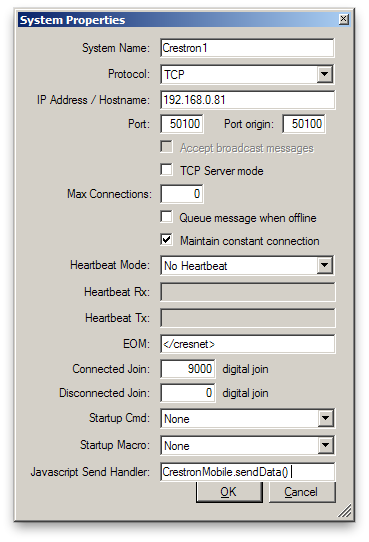 System Properties
System Name: Crestron1
Protocol: TCP
IP Address / Hostname: 192.168.0.81
Port: 50100 Port origin: 50100
Accept broadcast messages
TCP Server mode
Max Connections: 0
Queue message when offline
Maintain constant connection
Heartbeat Mode: No Heartbeat
Heartbeat Rx:
Heartbeat Tx:
EOM: </cresnet>
Connected Join: 9000 digital join
Disconnected Join: 0 digital join
Startup Cmd: None
Startup Macro: None
Javascript Send Handler: CrestronMobile.sendData()
OK Cancel